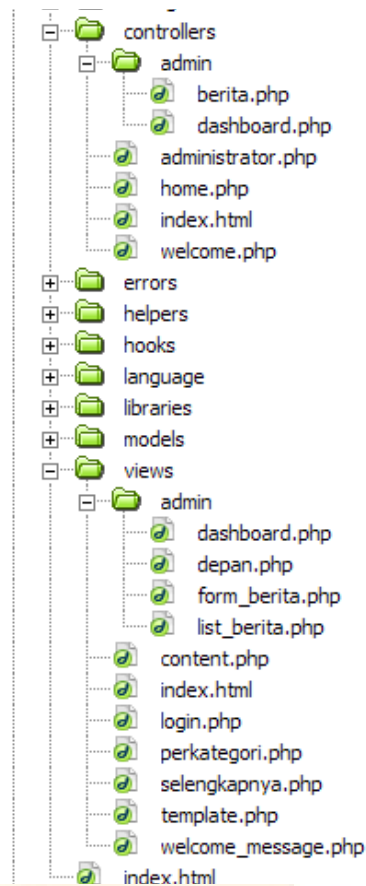 controllers
admin
berita.php
dashboard.php
administrator.php
home.php
index.html
welcome.php
errors
helpers
hooks
language
libraries
models
views
admin
dashboard.php
depan.php
form_berita.php
list_berita.php
content.php
index.html
login.php
perkategori.php
selengkapnya.php
template.php
welcome_message.php
index.html